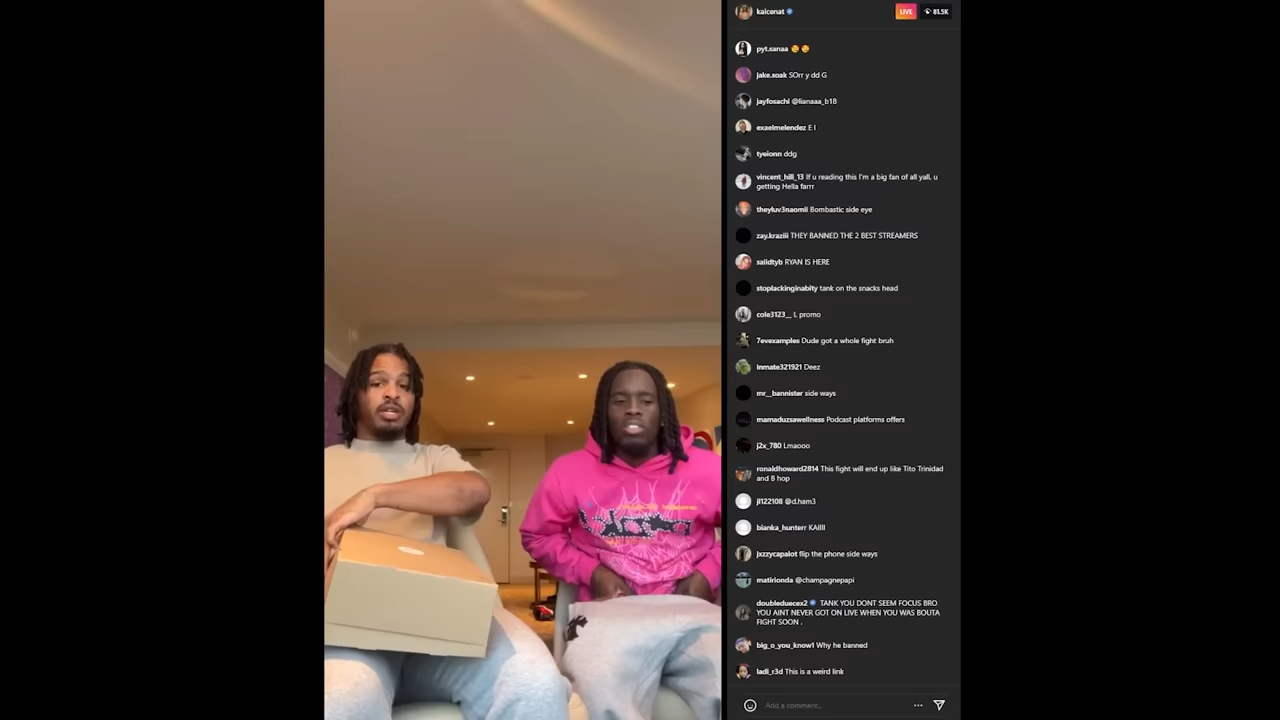 kaicenat
LIVE
81.5K
pyt.sanaa 🥰 🥰
jake.soak SOrr y dd G
jayfosachi @lianaaa_b18
exaelmelendez E I
tyeionn ddg
vincent_hill_13 If u reading this I'm a big fan of all yall, u
getting Hella farrr
theyluv3naomii Bombastic side eye
zay.kraziii THEY BANNED THE 2 BEST STREAMERS
saiidtyb RYAN IS HERE
stoplackinginabity tank on the snacks head
cole3123__ L promo
7evexamples Dude got a whole fight bruh
inmate321921 Deez
mr__bannister side ways
mamaduzsawellness Podcast platforms offers
j2x_780 Lmaooo
ronaldhoward2814 This fight will end up like Tito Trinidad
and B hop
jl122108 @d.ham3
bianka_hunterr KAIIII
jxzzycapalot flip the phone side ways
matirionda @champagnepapi
doubleduecex2 TANK YOU DONT SEEM FOCUS BRO
YOU AINT NEVER GOT ON LIVE WHEN YOU WAS BOUTA
FIGHT SOON .
big_o_you_know1 Why he banned
ladi_r3d This is a weird link
Add a comment...